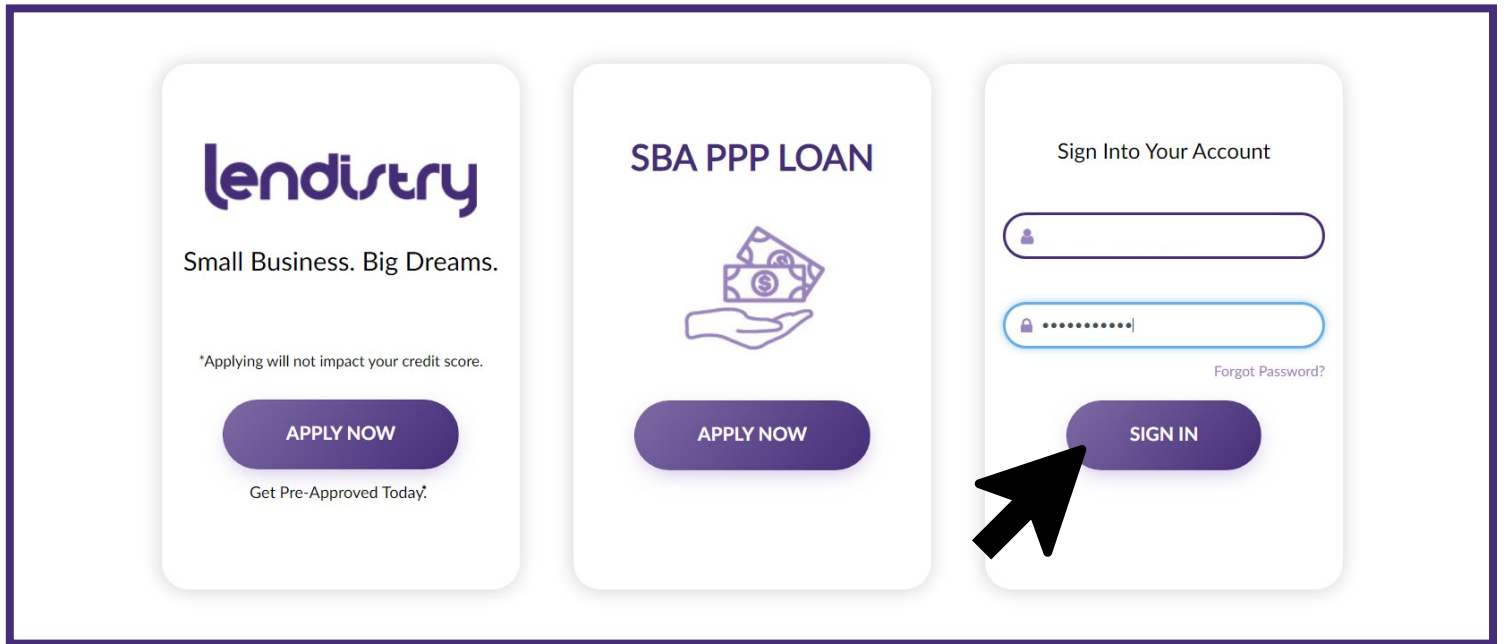 lendistry
Small Business. Big Dreams.
*Applying will not impact your credit score.
APPLY NOW
Get Pre-Approved Today.*
SBA PPP LOAN
APPLY NOW
Sign Into Your Account
•••••••••••
Forgot Password?
SIGN IN